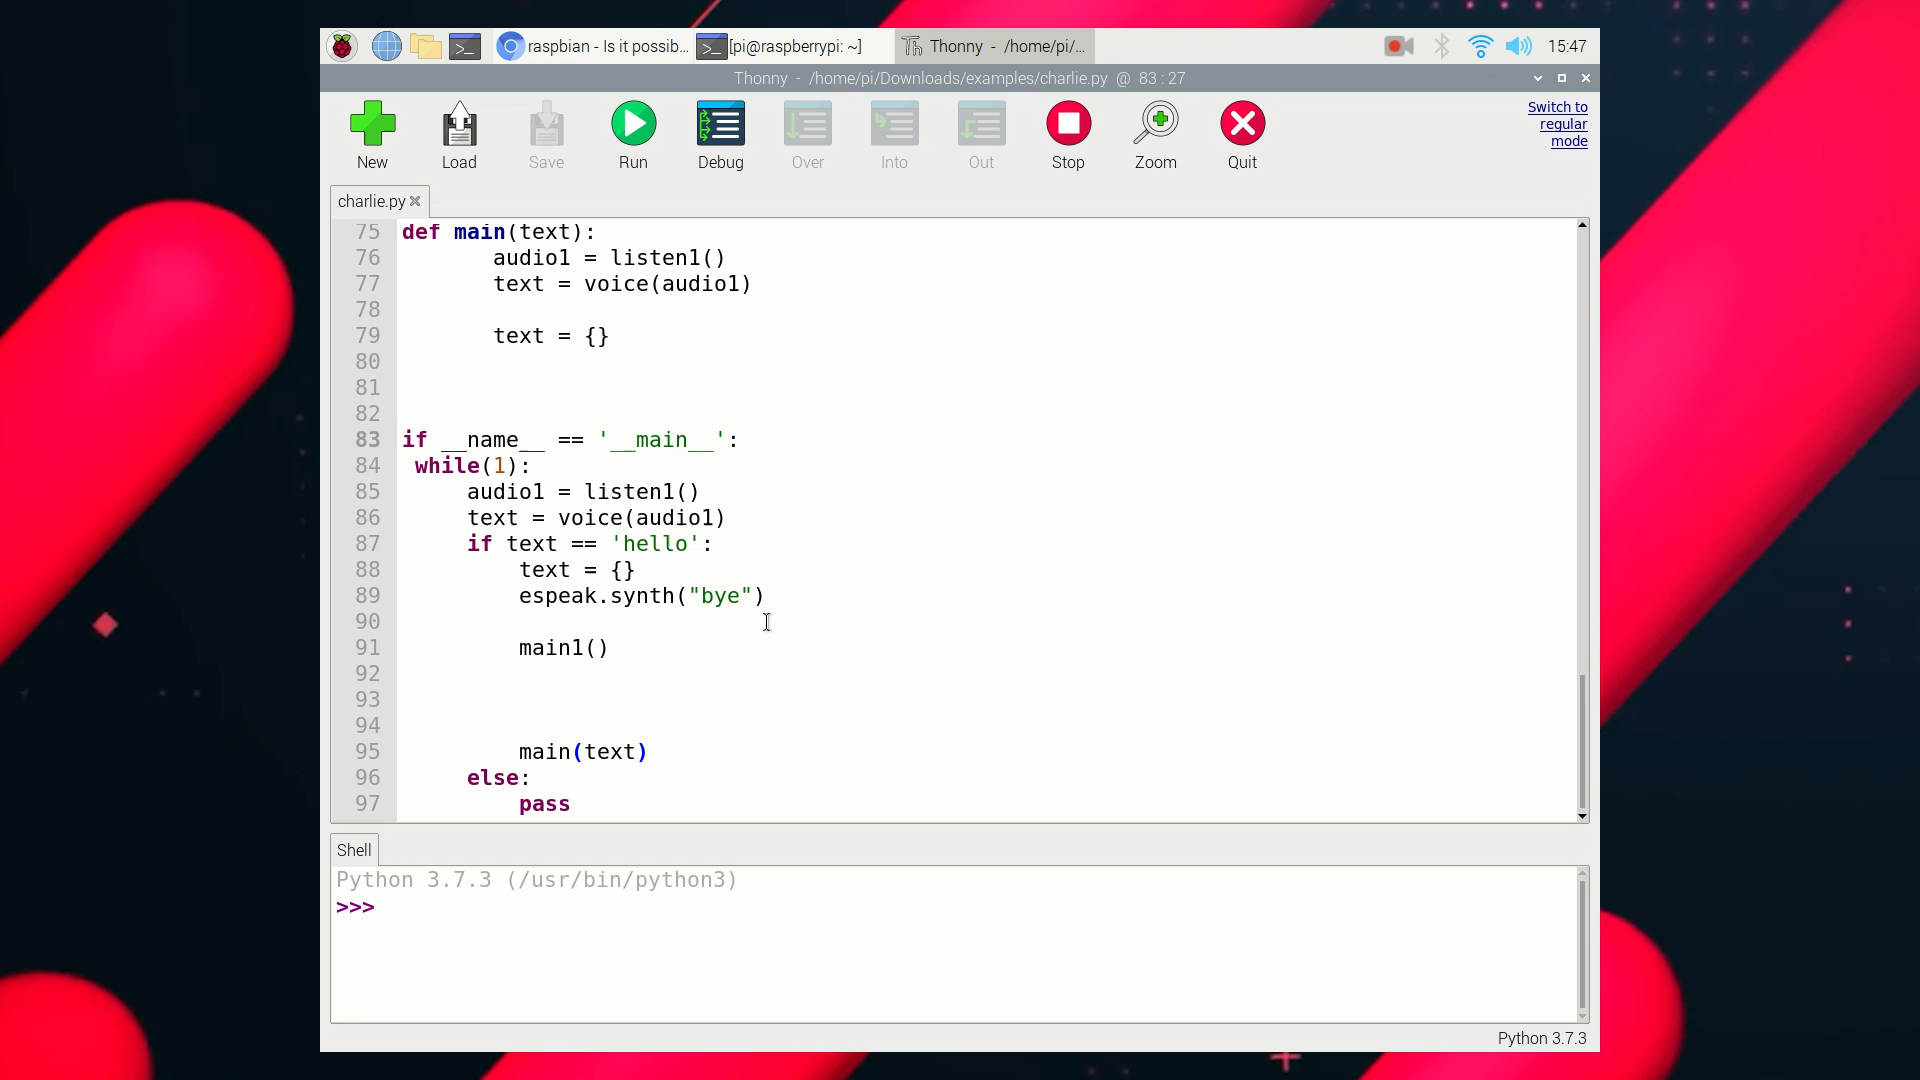 raspbian - Is it possib... [pi@raspberrypi: ~] Thonny - /home/pi/... 15:47
Thonny - /home/pi/Downloads/examples/charlie.py @ 83 : 27
New Load Save Run Debug Over Into Out Stop Zoom Quit
Switch to
regular
mode
charlie.py
75 def main(text):
76 audio1 = listen1()
77 text = voice(audio1)
78
79 text = {}
80
81
82
83 if __name__ == '__main__':
84 while(1):
85 audio1 = listen1()
86 text = voice(audio1)
87 if text == 'hello':
88 text = {}
89 espeak.synth("bye")
90
91 main1()
92
93
94
95 main(text)
96 else:
97 pass
Shell
Python 3.7.3 (/usr/bin/python3)
>>>
Python 3.7.3